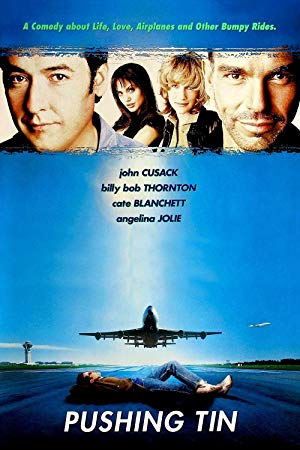 A Comedy about Life, Love, Airplanes and Other Bumpy Rides.
john CUSACK
billy bob THORNTON
cate BLANCHETT
angelina JOLIE
PUSHING TIN